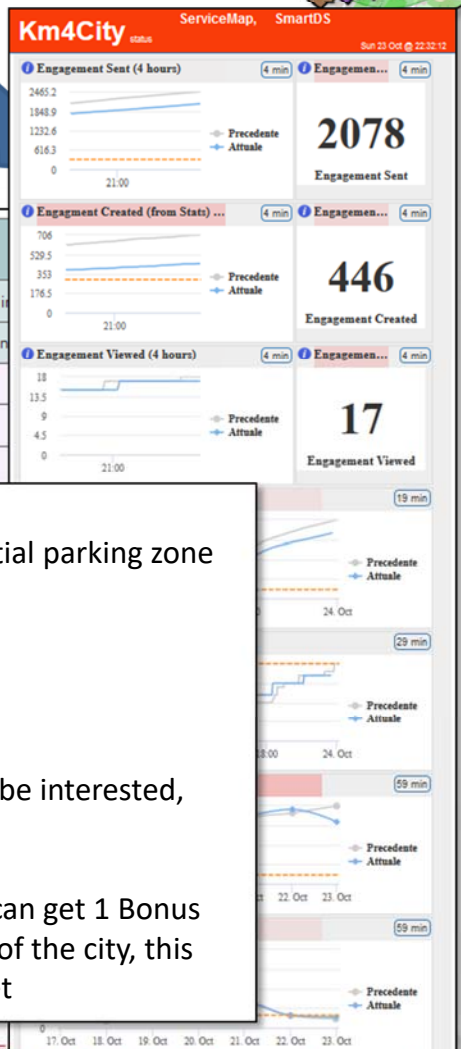 ServiceMap, SmartDS
Km4City status
Sun 23 Oct @ 22:32:12
Engagement Sent (4 hours)
4 min
Engagemen...
4 min
2465.2
1848.9
1232.6
616.3
0
21:00
Precedente
Attuale
2078
Engagement Sent
Engagment Created (from Stats) ...
4 min
Engagemen...
4 min
706
529.5
353
176.5
0
21:00
Precedente
Attuale
446
Engagement Created
Engagement Viewed (4 hours)
4 min
Engagemen...
4 min
18
13.5
9
4.5
0
21:00
Precedente
Attuale
17
Engagement Viewed
19 min
tial parking zone
Precedente
Attuale
24. Oct
29 min
Precedente
Attuale
18:00
24. Oct
be interested,
59 min
Precedente
Attuale
22. Oct
23. Oct
can get 1 Bonus
of the city, this
t
59 min
Precedente
Attuale
0
17. Oct
18. Oct
19. Oct
20. Oct
21. Oct
22. Oct
23. Oct